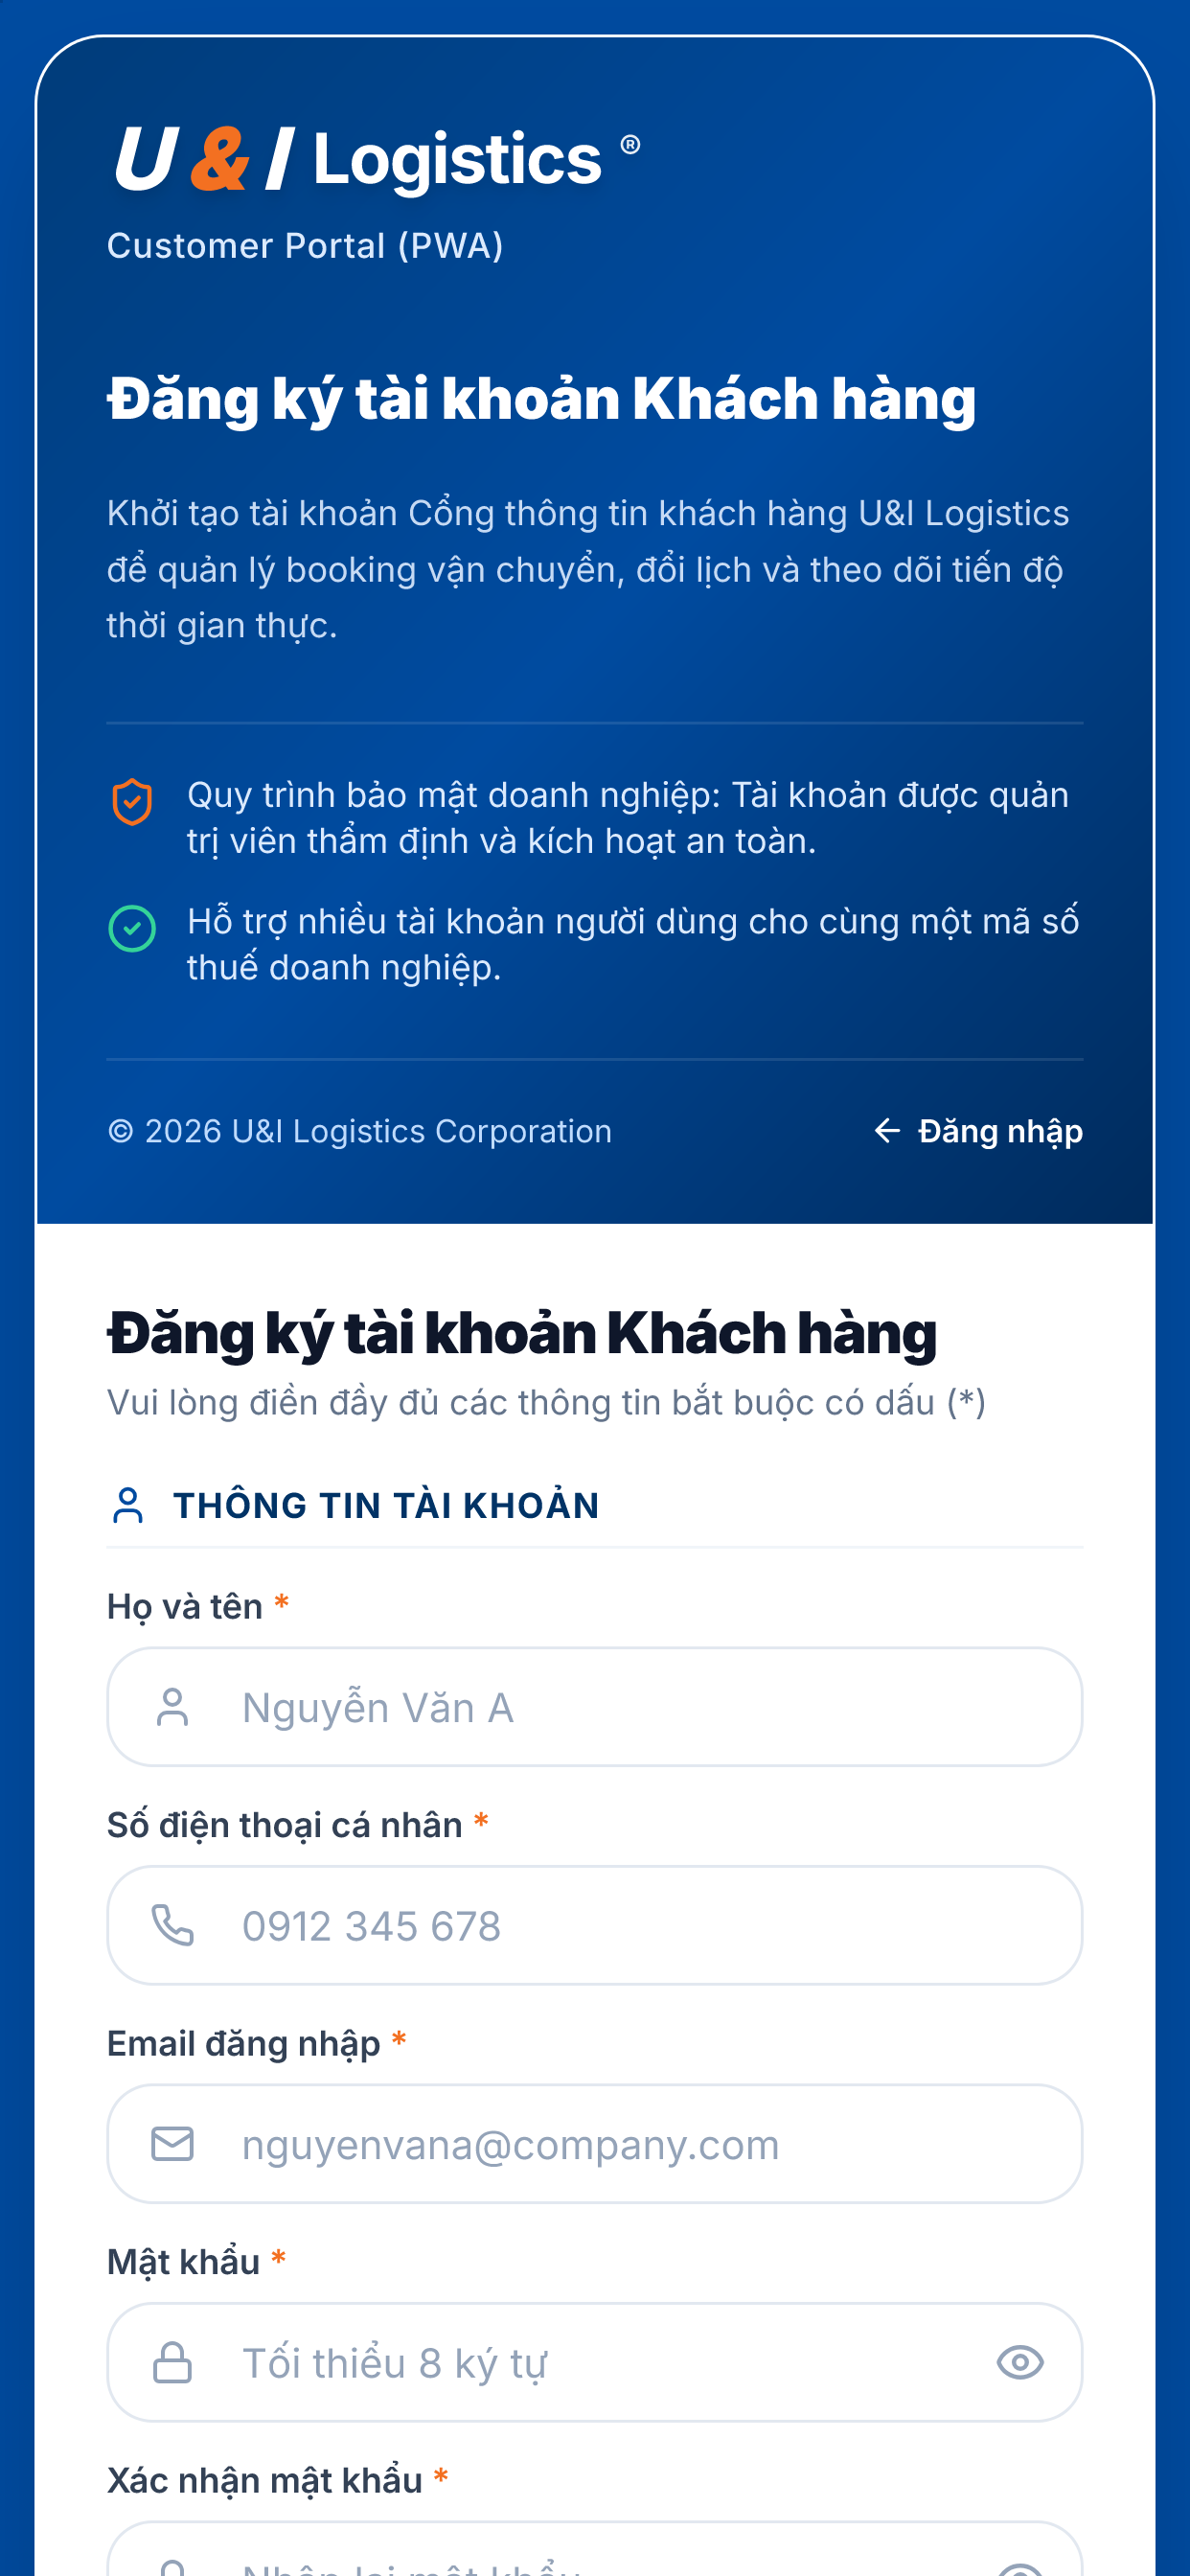 U & I Logistics ®
Customer Portal (PWA)
Đăng ký tài khoản Khách hàng
Khởi tạo tài khoản Cổng thông tin khách hàng U&I Logistics
để quản lý booking vận chuyển, đổi lịch và theo dõi tiến độ
thời gian thực.
Quy trình bảo mật doanh nghiệp: Tài khoản được quản
trị viên thẩm định và kích hoạt an toàn.
Hỗ trợ nhiều tài khoản người dùng cho cùng một mã số
thuế doanh nghiệp.
© 2026 U&I Logistics Corporation
← Đăng nhập
Đăng ký tài khoản Khách hàng
Vui lòng điền đầy đủ các thông tin bắt buộc có dấu (*)
THÔNG TIN TÀI KHOẢN
Họ và tên *
Nguyễn Văn A
Số điện thoại cá nhân *
0912 345 678
Email đăng nhập *
nguyenvana@company.com
Mật khẩu *
Tối thiểu 8 ký tự
Xác nhận mật khẩu *
Nhập lại mật khẩu